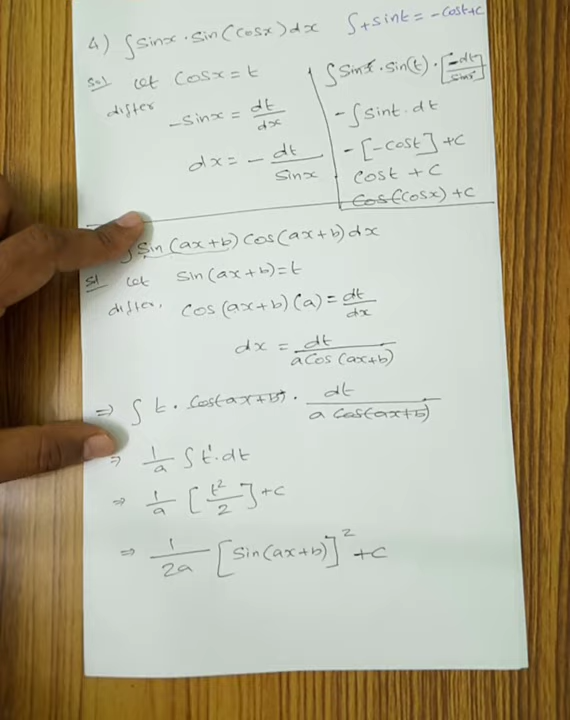 4) ∫sinx·sin(cosx)dx ∫+sint = -cost+c
Sol let cosx = t
differ
-sinx = dt/dx
dx = - dt/sinx
∫sinx·sin(t)·[-dt/sinx]
-∫sint·dt
-[-cost]+c
cost + c
cos(cosx)+c
∫sin(ax+b)cos(ax+b)dx
Sol let sin(ax+b)=t
differ, cos(ax+b)(a) = dt/dx
dx = dt/acos(ax+b)
⇒ ∫ t · cos(ax+b) · dt/a cos(ax+b)
⇒ 1/a ∫t¹·dt
⇒ 1/a [t²/2]+c
⇒ 1/2a [sin(ax+b)]² + c